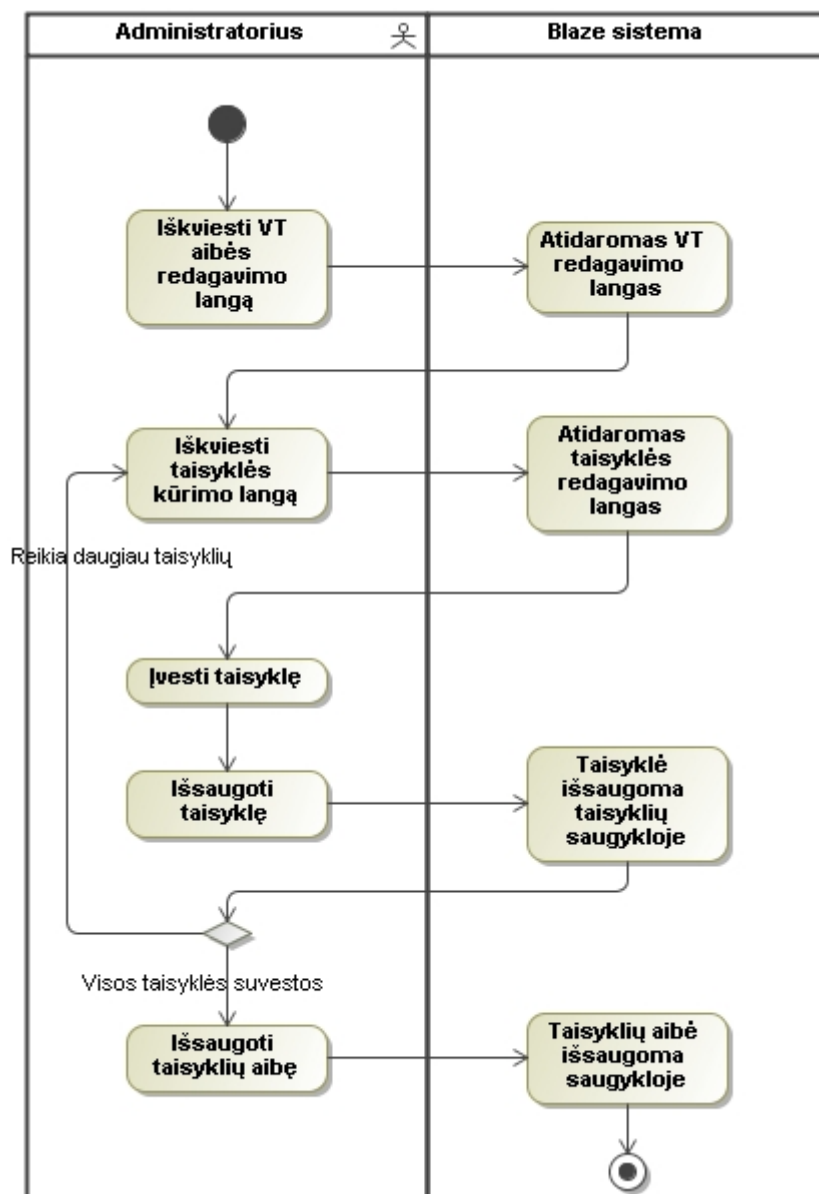 Administratorius
Blaze sistema
Iškviesti VT
aibės
redagavimo
langą
Atidaromas VT
redagavimo
langas
Iškviesti
taisyklės
kūrimo langą
Atidaromas
taisyklės
redagavimo
langas
Reikia daugiau taisyklių
Įvesti taisyklę
Išsaugoti
taisyklę
Taisyklė
išsaugoma
taisyklių
saugykloje
Visos taisyklės suvestos
Išsaugoti
taisyklių aibę
Taisyklių aibė
išsaugoma
saugykloje